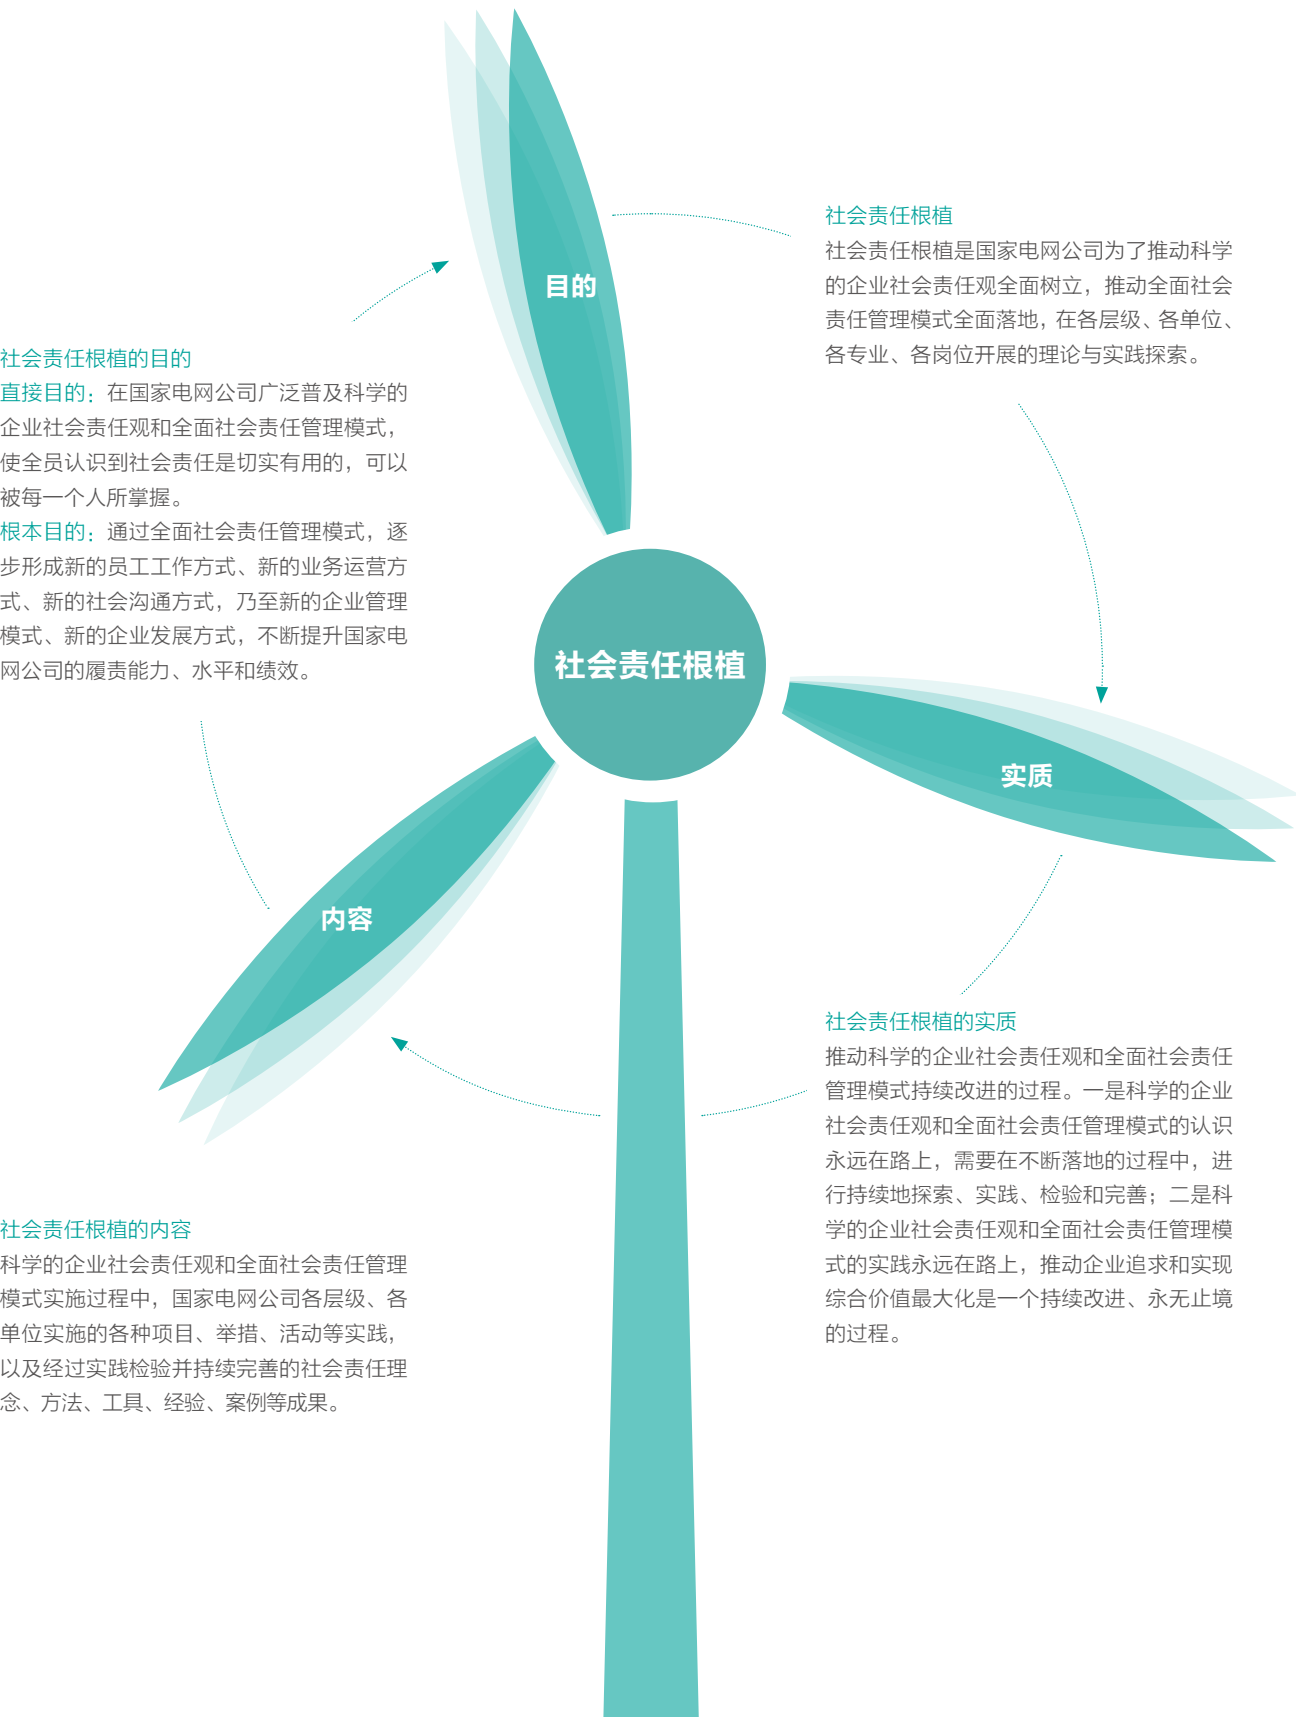 目的
社会责任根植
社会责任根植是国家电网公司为了推动科学
的企业社会责任观全面树立，推动全面社会
责任管理模式全面落地，在各层级、各单位、
各专业、各岗位开展的理论与实践探索。
社会责任根植的目的
直接目的：在国家电网公司广泛普及科学的
企业社会责任观和全面社会责任管理模式，
使全员认识到社会责任是切实有用的，可以
被每一个人所掌握。
根本目的：通过全面社会责任管理模式，逐
步形成新的员工工作方式、新的业务运营方
式、新的社会沟通方式，乃至新的企业管理
模式、新的企业发展方式，不断提升国家电
网公司的履责能力、水平和绩效。
社会责任根植
实质
内容
社会责任根植的实质
推动科学的企业社会责任观和全面社会责任
管理模式持续改进的过程。一是科学的企业
社会责任观和全面社会责任管理模式的认识
永远在路上，需要在不断落地的过程中，进
行持续地探索、实践、检验和完善；二是科
学的企业社会责任观和全面社会责任管理模
式的实践永远在路上，推动企业追求和实现
综合价值最大化是一个持续改进、永无止境
的过程。
社会责任根植的内容
科学的企业社会责任观和全面社会责任管理
模式实施过程中，国家电网公司各层级、各
单位实施的各种项目、举措、活动等实践，
以及经过实践检验并持续完善的社会责任理
念、方法、工具、经验、案例等成果。